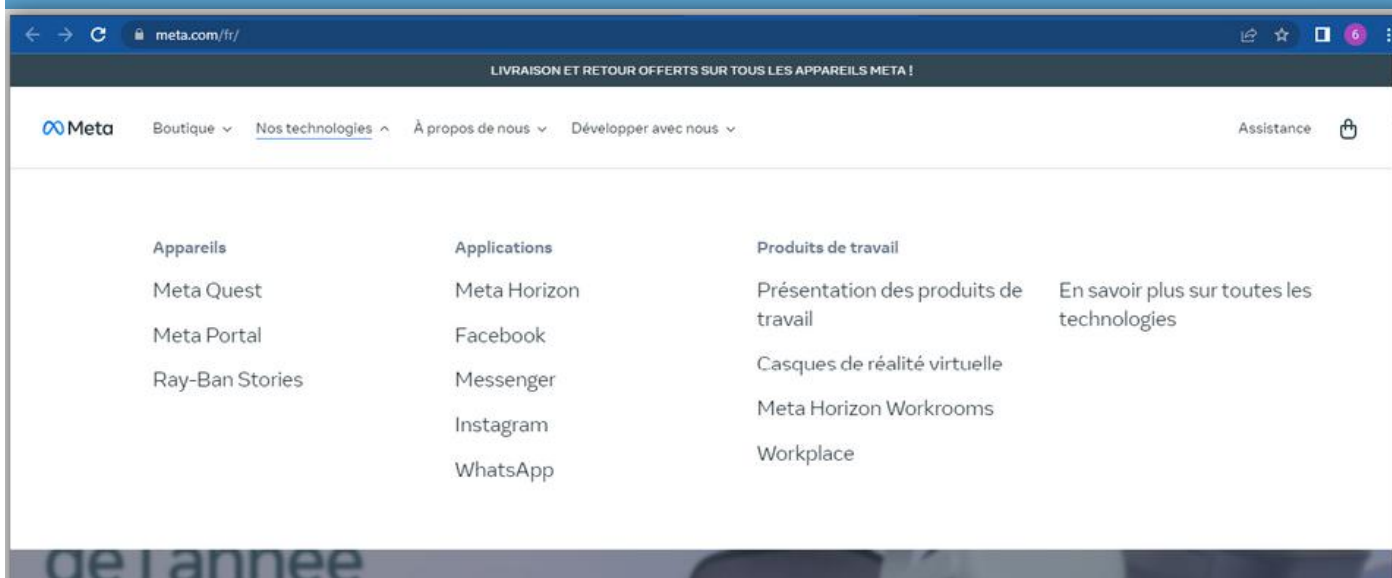 meta.com/fr/
6
LIVRAISON ET RETOUR OFFERTS SUR TOUS LES APPAREILS META !
Meta Boutique Nos technologies À propos de nous Développer avec nous Assistance
Appareils
Meta Quest
Meta Portal
Ray-Ban Stories
Applications
Meta Horizon
Facebook
Messenger
Instagram
WhatsApp
Produits de travail
Présentation des produits de
travail
Casques de réalité virtuelle
Meta Horizon Workrooms
Workplace
En savoir plus sur toutes les
technologies
de l'année